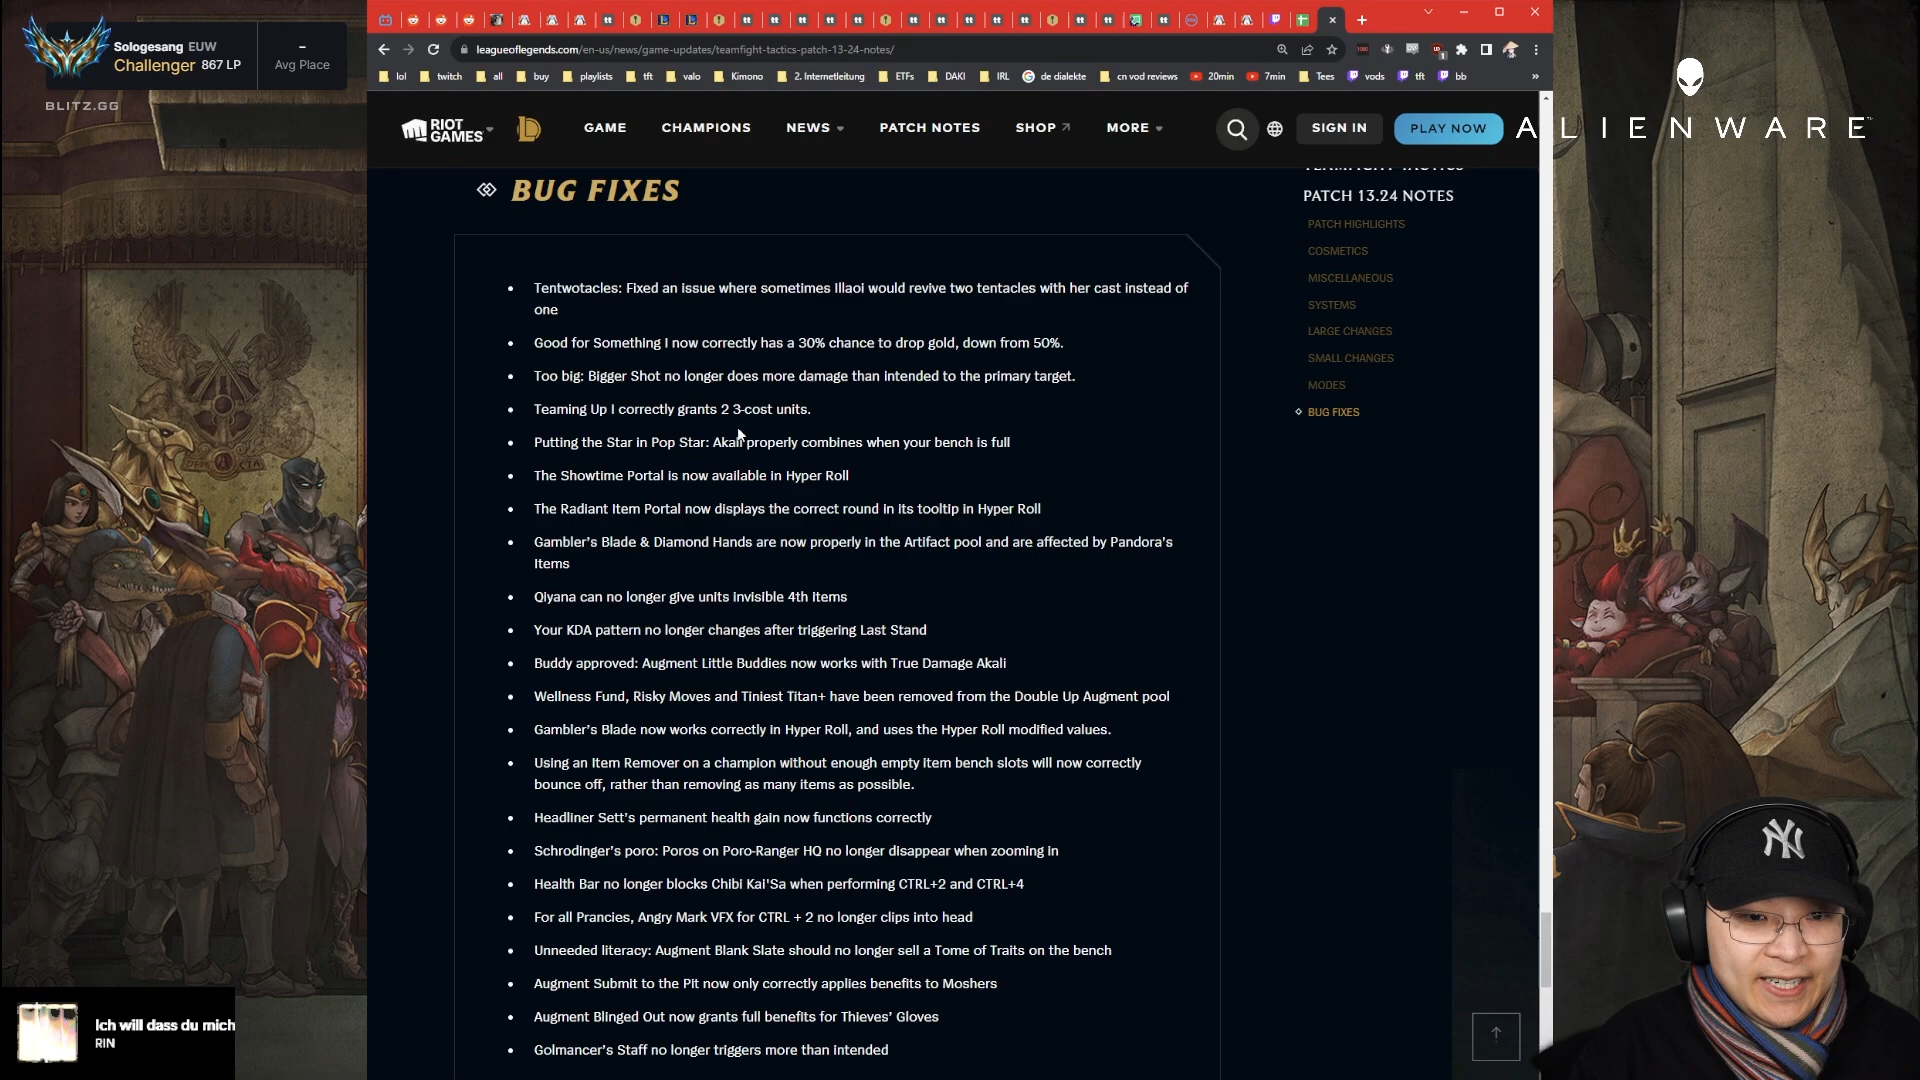 Sologesang EUW
Challenger 867 LP
–
Avg Place
BLITZ.GG
leagueoflegends.com/en-us/news/game-updates/teamfight-tactics-patch-13-24-notes/
lol twitch all buy playlists tft valo Kimono 2. Internetleitung ETFs DAKI IRL de dialekte cn vod reviews 20min 7min Tees vods tft bb »
RIOT GAMES
GAME CHAMPIONS NEWS PATCH NOTES SHOP MORE SIGN IN PLAY NOW
ALIENWARE
BUG FIXES
• Tentwotacles: Fixed an issue where sometimes Illaoi would revive two tentacles with her cast instead of
one
• Good for Something I now correctly has a 30% chance to drop gold, down from 50%.
• Too big: Bigger Shot no longer does more damage than intended to the primary target.
• Teaming Up I correctly grants 2 3-cost units.
• Putting the Star in Pop Star: Akali properly combines when your bench is full
• The Showtime Portal is now available in Hyper Roll
• The Radiant Item Portal now displays the correct round in its tooltip in Hyper Roll
• Gambler's Blade & Diamond Hands are now properly in the Artifact pool and are affected by Pandora's
Items
• Qiyana can no longer give units invisible 4th items
• Your KDA pattern no longer changes after triggering Last Stand
• Buddy approved: Augment Little Buddies now works with True Damage Akali
• Wellness Fund, Risky Moves and Tiniest Titan+ have been removed from the Double Up Augment pool
• Gambler's Blade now works correctly in Hyper Roll, and uses the Hyper Roll modified values.
• Using an Item Remover on a champion without enough empty item bench slots will now correctly
bounce off, rather than removing as many items as possible.
• Headliner Sett's permanent health gain now functions correctly
• Schrodinger's poro: Poros on Poro-Ranger HQ no longer disappear when zooming in
• Health Bar no longer blocks Chibi Kai'Sa when performing CTRL+2 and CTRL+4
• For all Prancies, Angry Mark VFX for CTRL + 2 no longer clips into head
• Unneeded literacy: Augment Blank Slate should no longer sell a Tome of Traits on the bench
• Augment Submit to the Pit now only correctly applies benefits to Moshers
• Augment Blinged Out now grants full benefits for Thieves' Gloves
• Golmancer's Staff no longer triggers more than intended
TEAMFIGHT TACTICS
PATCH 13.24 NOTES
PATCH HIGHLIGHTS
COSMETICS
MISCELLANEOUS
SYSTEMS
LARGE CHANGES
SMALL CHANGES
MODES
BUG FIXES
Ich will dass du mich
RIN
NY